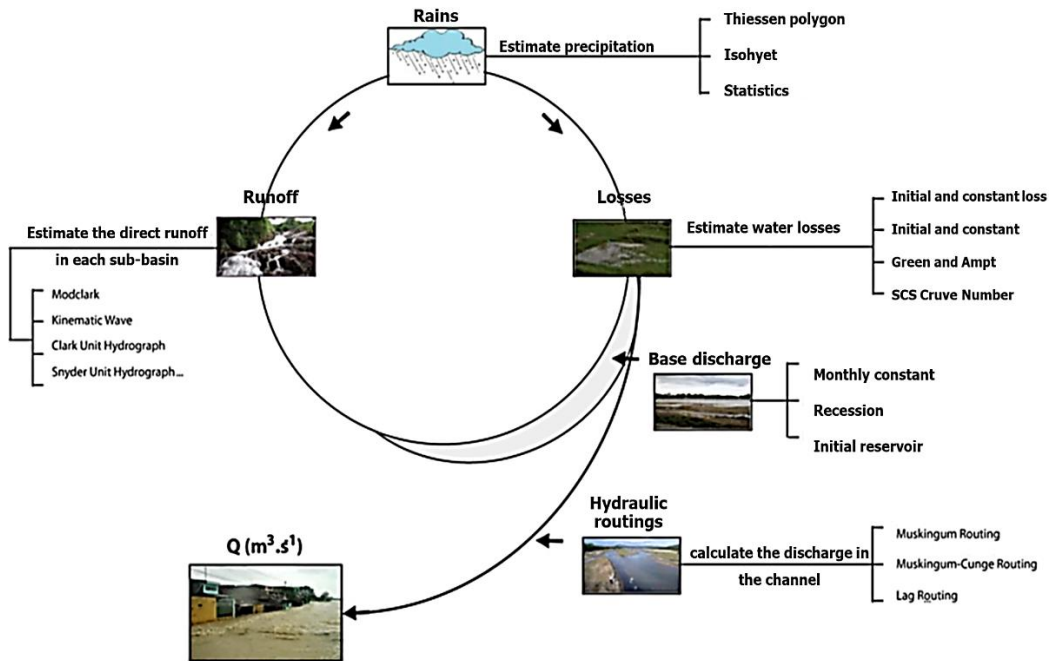 Rains
Estimate precipitation
Thiessen polygon
Isohyet
Statistics
Runoff
Estimate the direct runoff
in each sub-basin
Modclark
Kinematic Wave
Clark Unit Hydrograph
Snyder Unit Hydrograph...
Losses
Estimate water losses
Initial and constant loss
Initial and constant
Green and Ampt
SCS Cruve Number
Base discharge
Monthly constant
Recession
Initial reservoir
Hydraulic
routings
calculate the discharge in
the channel
Muskingum Routing
Muskingum-Cunge Routing
Lag Routing
Q (m³.s¹)